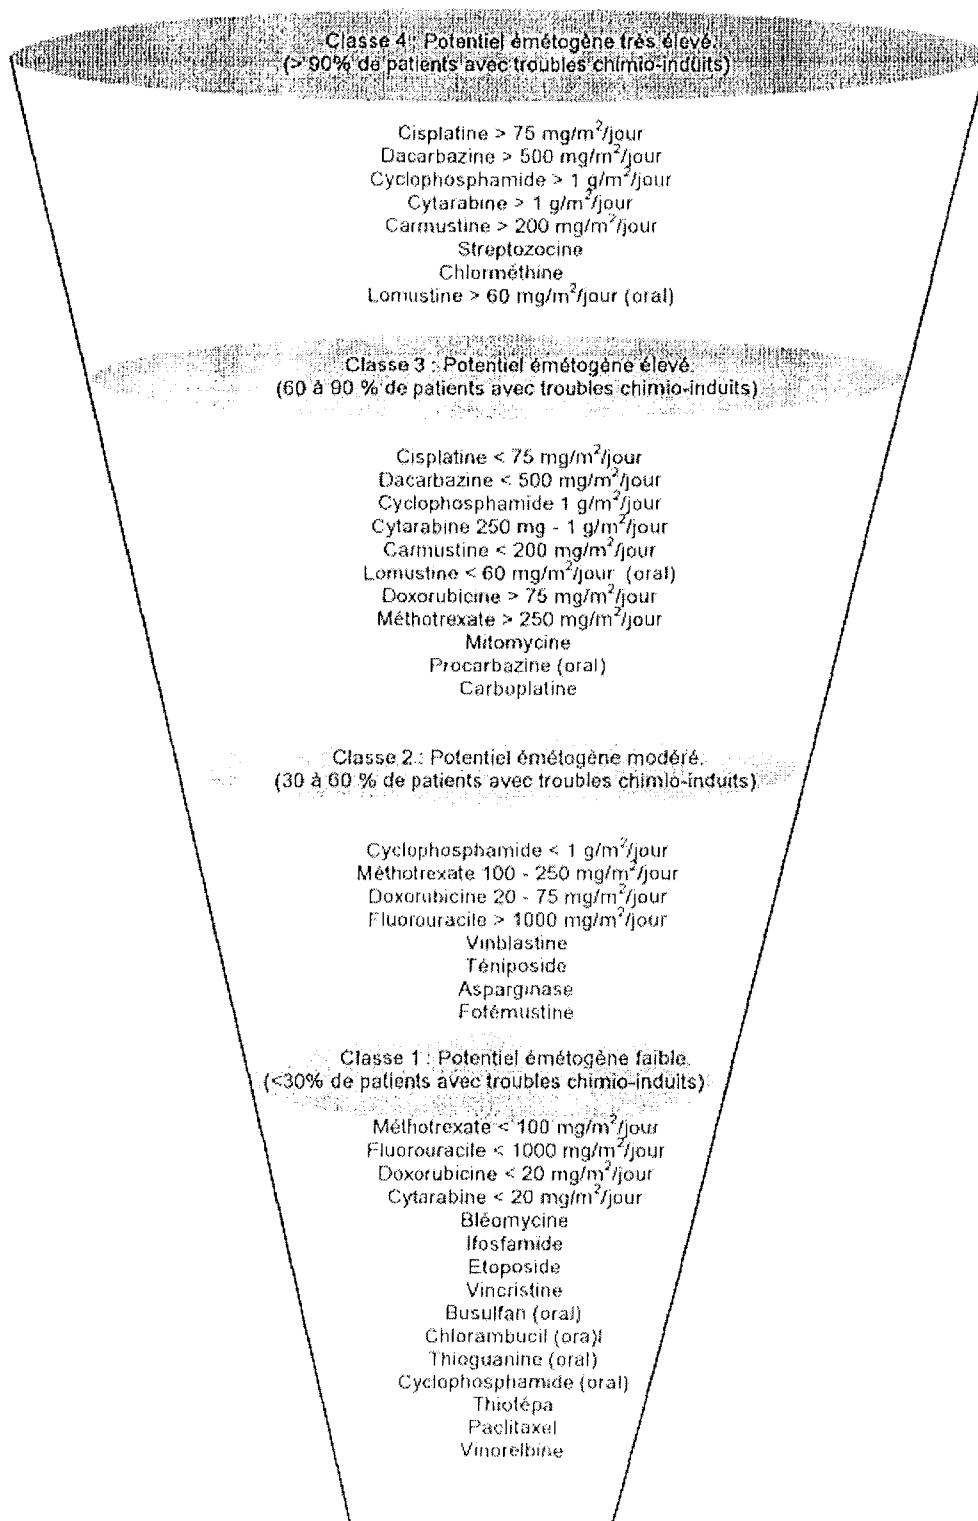 Classe 4 : Potentiel émétogène très élevé.
(> 90% de patients avec troubles chimio-induits)
Cisplatine > 75 mg/m²/jour
Dacarbazine > 500 mg/m²/jour
Cyclophosphamide > 1 g/m²/jour
Cytarabine > 1 g/m²/jour
Carmustine > 200 mg/m²/jour
Streptozocine
Chlorméthine
Lomustine > 60 mg/m²/jour (oral)
Classe 3 : Potentiel émétogène élevé.
(60 à 90 % de patients avec troubles chimio-induits)
Cisplatine < 75 mg/m²/jour
Dacarbazine < 500 mg/m²/jour
Cyclophosphamide 1 g/m²/jour
Cytarabine 250 mg - 1 g/m²/jour
Carmustine < 200 mg/m²/jour
Lomustine < 60 mg/m²/jour (oral)
Doxorubicine > 75 mg/m²/jour
Méthotrexate > 250 mg/m²/jour
Mitomycine
Procarbazine (oral)
Carboplatine
Classe 2 : Potentiel émétogène modéré.
(30 à 60 % de patients avec troubles chimio-induits)
Cyclophosphamide < 1 g/m²/jour
Méthotrexate 100 - 250 mg/m²/jour
Doxorubicine 20 - 75 mg/m²/jour
Fluorouracile > 1000 mg/m²/jour
Vinblastine
Téniposide
Asparginase
Fotémustine
Classe 1 : Potentiel émétogène faible.
(<30% de patients avec troubles chimio-induits)
Méthotrexate < 100 mg/m²/jour
Fluorouracile < 1000 mg/m²/jour
Doxorubicine < 20 mg/m²/jour
Cytarabine < 20 mg/m²/jour
Bléomycine
Ifosfamide
Etoposide
Vincristine
Busulfan (oral)
Chlorambucil (ora)l
Thioguanine (oral)
Cyclophosphamide (oral)
Thiotépa
Paclitaxel
Vinorelbine